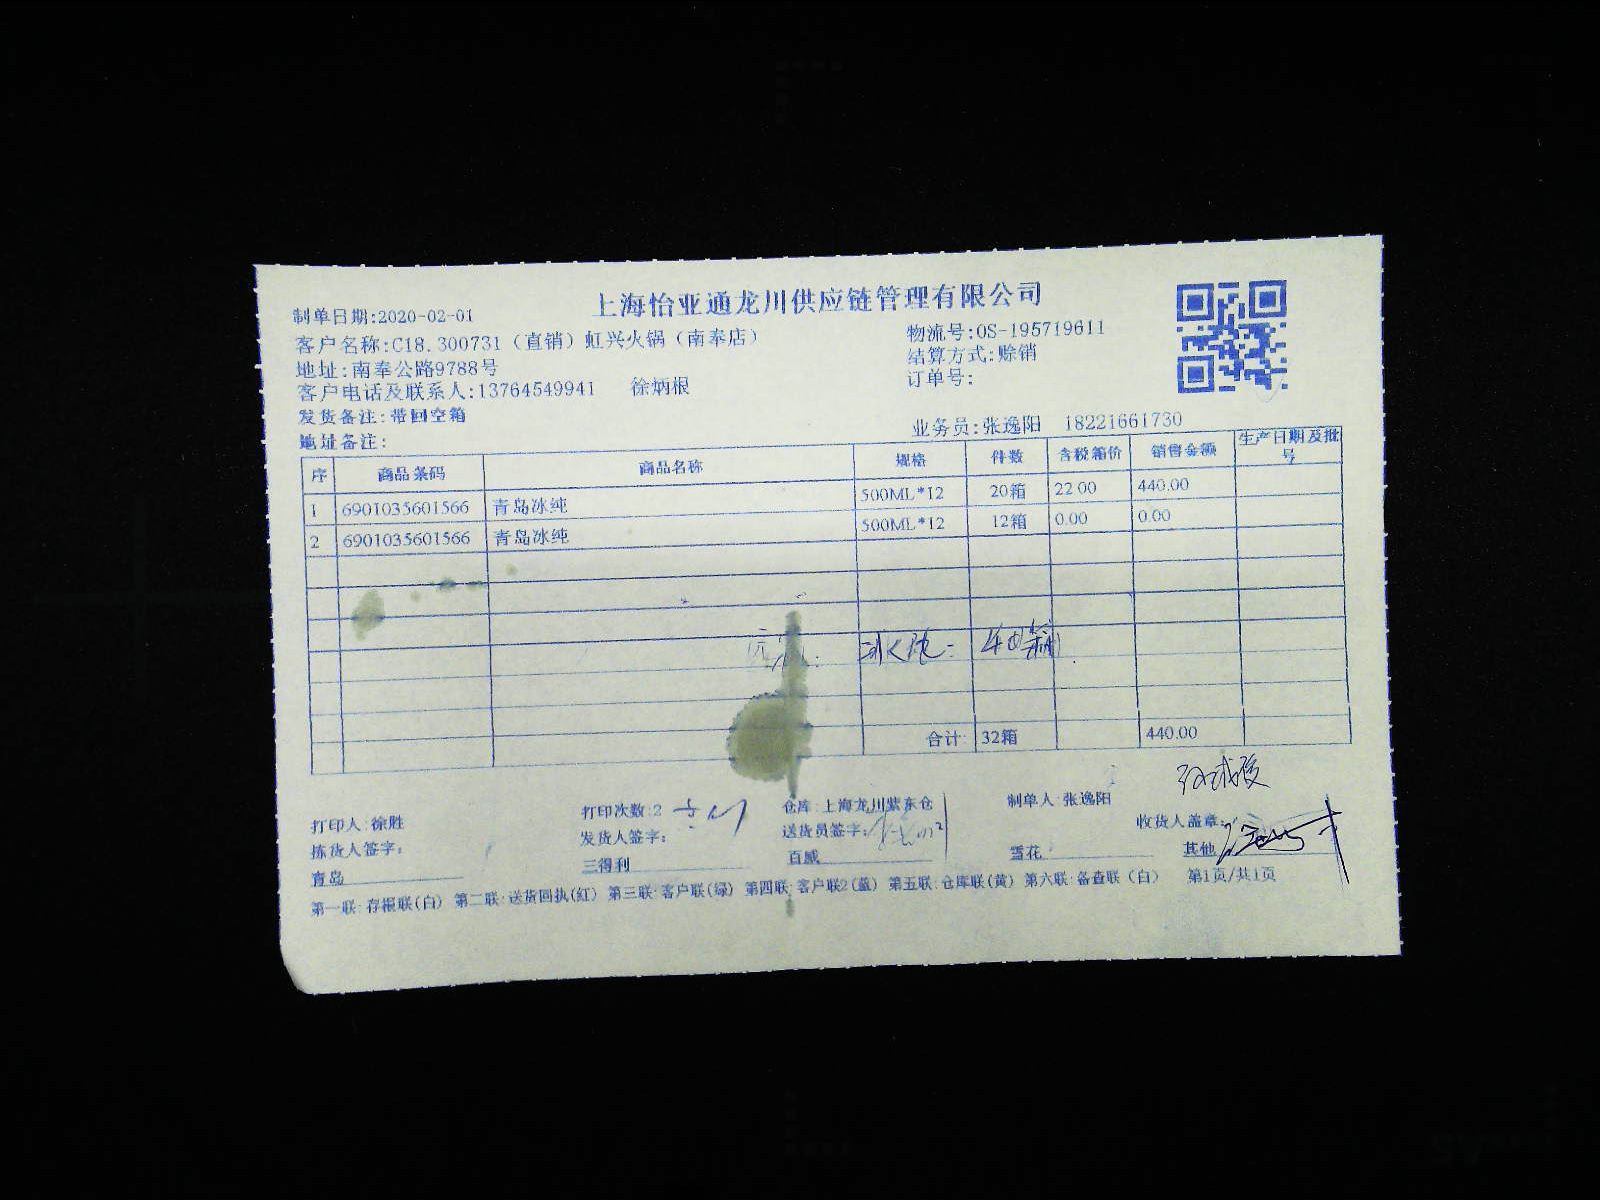 上海怡亚通龙川供应链管理有限公司
制单日期:2020-02-01
客户名称:C18.300731（直销）虹兴火锅（南奉店） 物流号:OS-195719611
地址:南奉公路9788号 结算方式:赊销
客户电话及联系人:13764549941 徐炳根 订单号:
发货备注:带回空箱
地址备注: 业务员:张逸阳 18221661730
序 商品条码 商品名称 规格 件数 含税箱价 销售金额 生产日期及批号
1 6901035601566 青岛冰纯 500ML*12 20箱 22.00 440.00
2 6901035601566 青岛冰纯 500ML*12 12箱 0.00 0.00
合计: 32箱 440.00
打印人:徐胜 打印次数:2 仓库:上海龙川紫东仓 制单人:张逸阳
拣货人签字: 发货人签字: 送货员签字: 收货人盖章:
青岛 三得利 百威 雪花 其他
第一联:存根联(白) 第二联:送货回执(红) 第三联:客户联(绿) 第四联:客户联2(蓝) 第五联:仓库联(黄) 第六联:备查联（白） 第1页/共1页